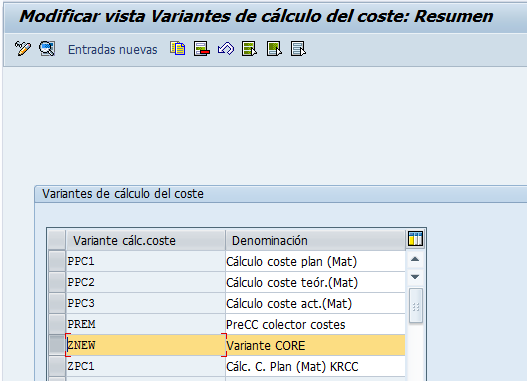 Modificar vista Variantes de cálculo del coste: Resumen
Entradas nuevas
Variantes de cálculo del coste
Variante cálc.coste Denominación
PPC1 Cálculo coste plan (Mat)
PPC2 Cálculo coste teór.(Mat)
PPC3 Cálculo coste act.(Mat)
PREM PreCC colector costes
ZNEW Variante CORE
ZPC1 Cálc. C. Plan (Mat) KRCC